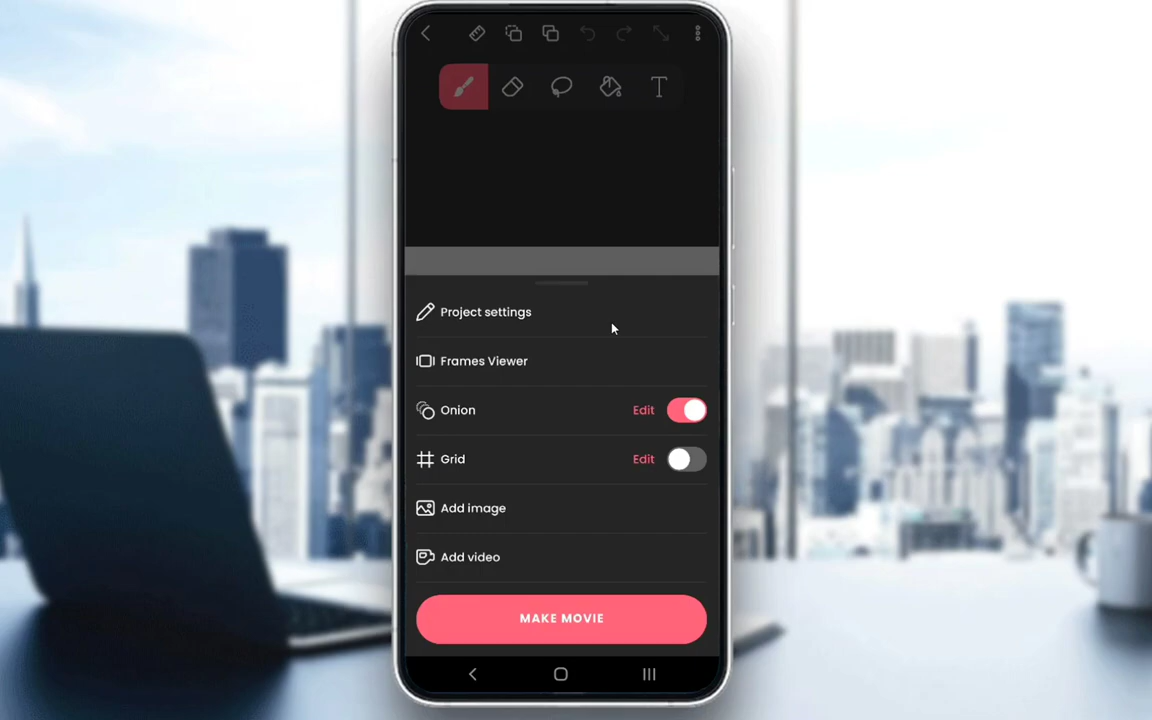 T
Project settings
Frames Viewer
Onion Edit
Grid Edit
Add image
Add video
MAKE MOVIE